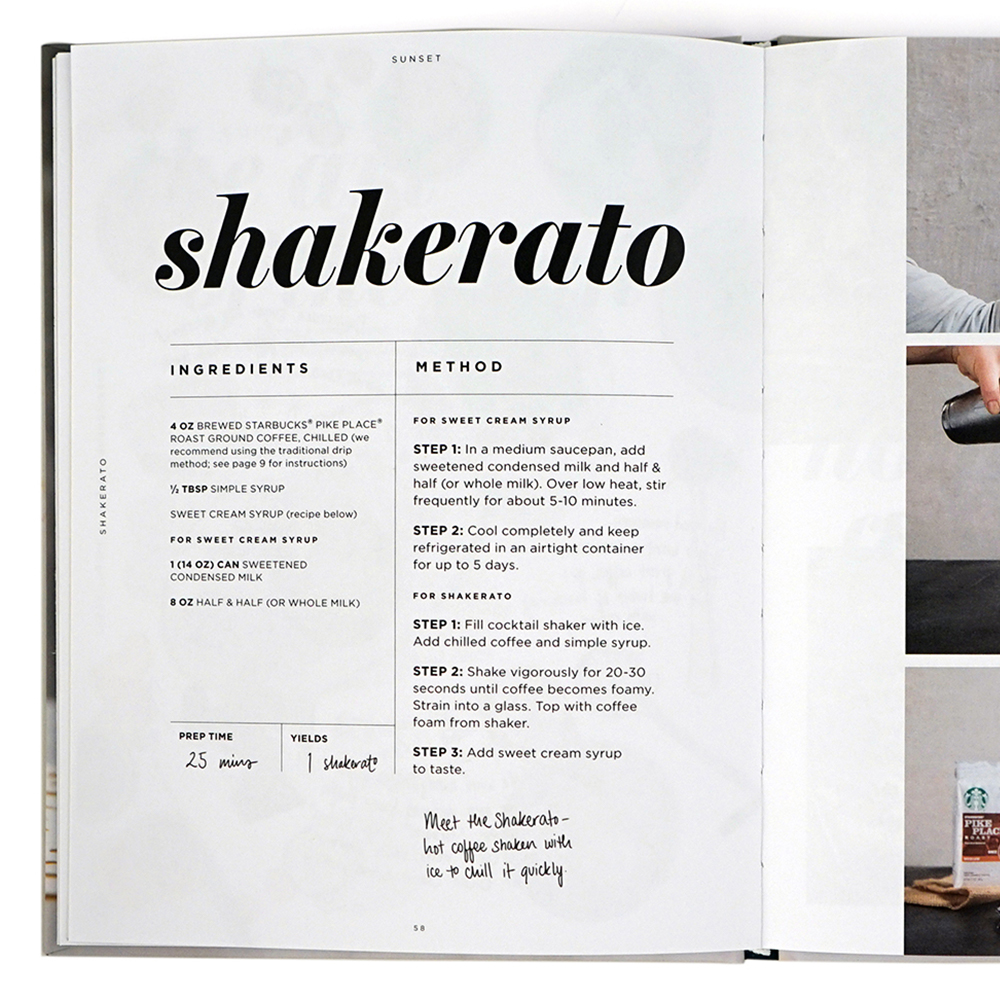 SUNSET
shakerato
SHAKERATO
INGREDIENTS
4 OZ BREWED STARBUCKS® PIKE PLACE®
ROAST GROUND COFFEE, CHILLED (we
recommend using the traditional drip
method; see page 9 for instructions)
½ TBSP SIMPLE SYRUP
SWEET CREAM SYRUP (recipe below)
FOR SWEET CREAM SYRUP
1 (14 OZ) CAN SWEETENED
CONDENSED MILK
8 OZ HALF & HALF (OR WHOLE MILK)
PREP TIME
25 mins
YIELDS
1 shakerato
METHOD
FOR SWEET CREAM SYRUP
STEP 1: In a medium saucepan, add
sweetened condensed milk and half &
half (or whole milk). Over low heat, stir
frequently for about 5-10 minutes.
STEP 2: Cool completely and keep
refrigerated in an airtight container
for up to 5 days.
FOR SHAKERATO
STEP 1: Fill cocktail shaker with ice.
Add chilled coffee and simple syrup.
STEP 2: Shake vigorously for 20-30
seconds until coffee becomes foamy.
Strain into a glass. Top with coffee
foam from shaker.
STEP 3: Add sweet cream syrup
to taste.
Meet the Shakerato-
hot coffee shaken with
ice to chill it quickly.
58
PIKE
PLAC